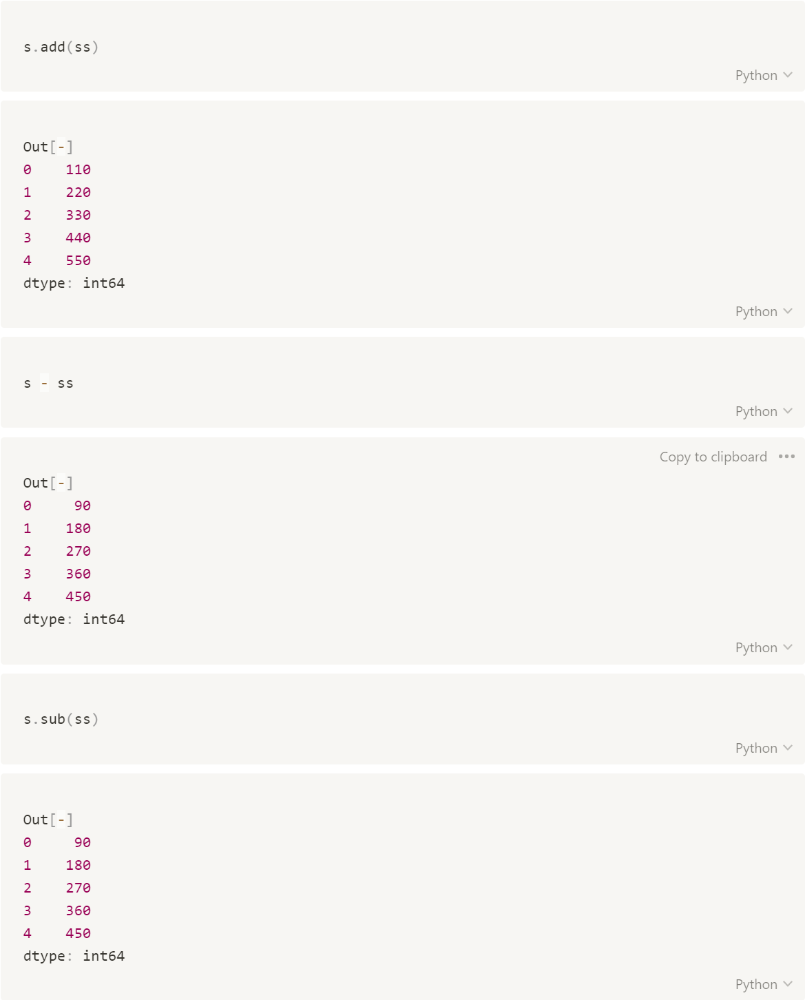 s.add(ss)
Python
Out[-]
0    110
1    220
2    330
3    440
4    550
dtype: int64
Python
s - ss
Python
Copy to clipboard
Out[-]
0     90
1    180
2    270
3    360
4    450
dtype: int64
Python
s.sub(ss)
Python
Out[-]
0     90
1    180
2    270
3    360
4    450
dtype: int64
Python